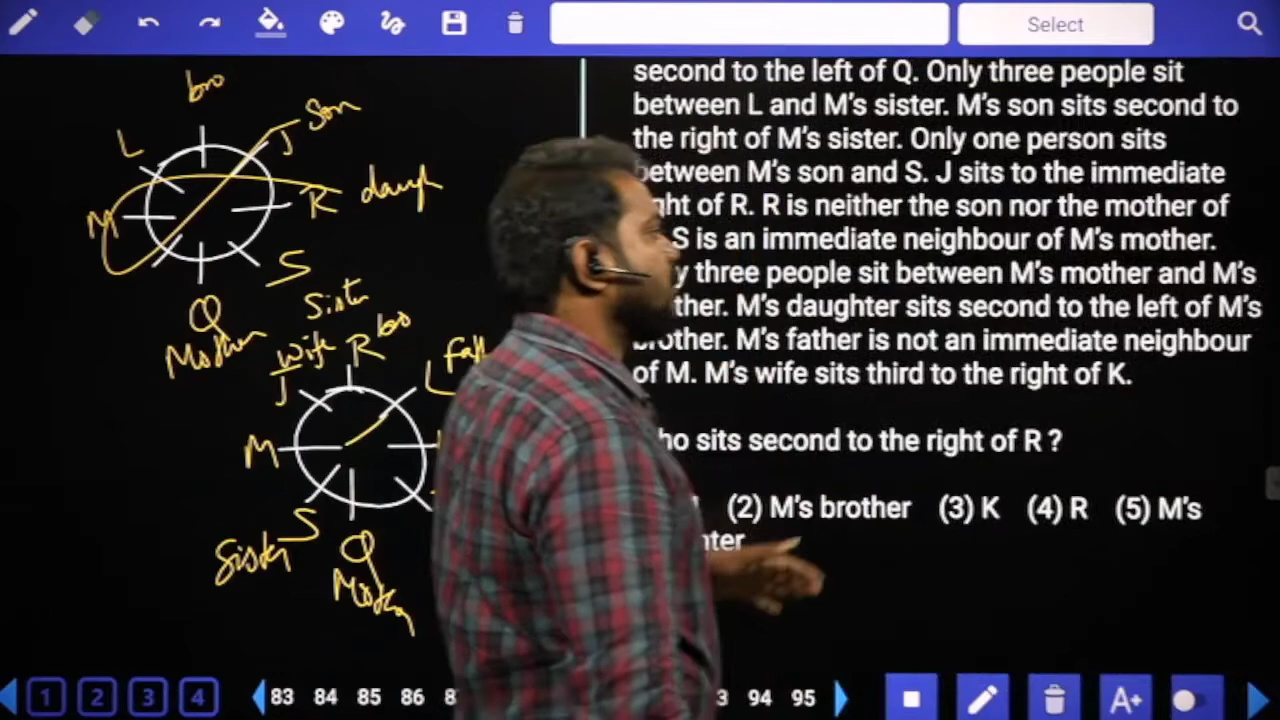 Select
second to the left of Q. Only three people sit
between L and M's sister. M's son sits second to
the right of M's sister. Only one person sits
between M's son and S. J sits to the immediate
of R. R is neither the son nor the mother of
S is an immediate neighbour of M's mother.
three people sit between M's mother and M's
M's daughter sits second to the left of M's
brother. M's father is not an immediate neighbour
of M. M's wife sits third to the right of K.
sits second to the right of R ?
(2) M's brother (3) K (4) R (5) M's
bro
L
J Son
M
R daugh
S
Q
Sister
Mother
wife R bro
J
L
M
S
Sister
Q
Mother
1 2 3 4 83 84 85 86 94 95
A+